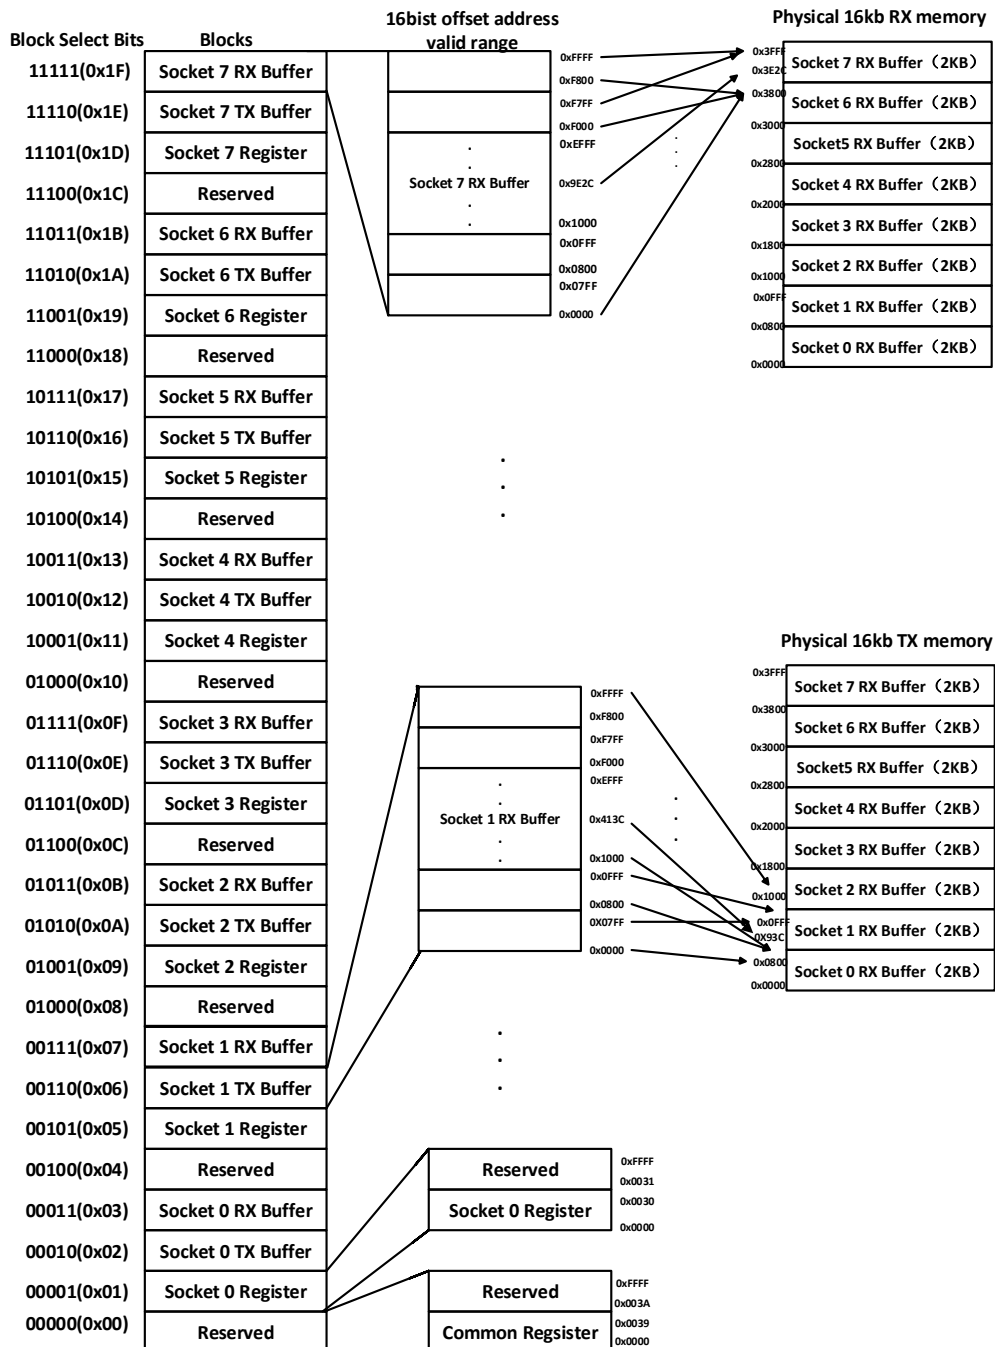 16bist offset address
valid range
Physical 16kb RX memory
Block Select Bits Blocks
11111(0x1F) Socket 7 RX Buffer
11110(0x1E) Socket 7 TX Buffer
11101(0x1D) Socket 7 Register
11100(0x1C) Reserved
11011(0x1B) Socket 6 RX Buffer
11010(0x1A) Socket 6 TX Buffer
11001(0x19) Socket 6 Register
11000(0x18) Reserved
10111(0x17) Socket 5 RX Buffer
10110(0x16) Socket 5 TX Buffer
10101(0x15) Socket 5 Register
10100(0x14) Reserved
10011(0x13) Socket 4 RX Buffer
10010(0x12) Socket 4 TX Buffer
10001(0x11) Socket 4 Register
01000(0x10) Reserved
01111(0x0F) Socket 3 RX Buffer
01110(0x0E) Socket 3 TX Buffer
01101(0x0D) Socket 3 Register
01100(0x0C) Reserved
01011(0x0B) Socket 2 RX Buffer
01010(0x0A) Socket 2 TX Buffer
01001(0x09) Socket 2 Register
01000(0x08) Reserved
00111(0x07) Socket 1 RX Buffer
00110(0x06) Socket 1 TX Buffer
00101(0x05) Socket 1 Register
00100(0x04) Reserved
00011(0x03) Socket 0 RX Buffer
00010(0x02) Socket 0 TX Buffer
00001(0x01) Socket 0 Register
00000(0x00) Reserved
0xFFFF
0xF800
0xF7FF
0xF000
0xEFFF
Socket 7 RX Buffer 0x9E2C
0x1000
0x0FFF
0x0800
0x07FF
0x0000
0x3FFF
Socket 7 RX Buffer（2KB）
0x3E2C
0x3800
Socket 6 RX Buffer（2KB）
0x3000
Socket5 RX Buffer（2KB）
0x2800
Socket 4 RX Buffer（2KB）
0x2000
Socket 3 RX Buffer（2KB）
0x1800
Socket 2 RX Buffer（2KB）
0x1000
0x0FFF
Socket 1 RX Buffer（2KB）
0x0800
Socket 0 RX Buffer（2KB）
0x0000
0xFFFF
0xF800
0xF7FF
0xF000
0xEFFF
Socket 1 RX Buffer 0x413C
0x1000
0x0FFF
0x0800
0X07FF
0x0000
Physical 16kb TX memory
0x3FFF
Socket 7 RX Buffer（2KB）
0x3800
Socket 6 RX Buffer（2KB）
0x3000
Socket5 RX Buffer（2KB）
0x2800
Socket 4 RX Buffer（2KB）
0x2000
Socket 3 RX Buffer（2KB）
0x1800
Socket 2 RX Buffer（2KB）
0x1000
0x0FFF
Socket 1 RX Buffer（2KB）
0X93C
0x0800
Socket 0 RX Buffer（2KB）
0x0000
Reserved 0xFFFF
0x0031
Socket 0 Register 0x0030
0x0000
Reserved 0xFFFF
0x003A
Common Regsister 0x0039
0x0000